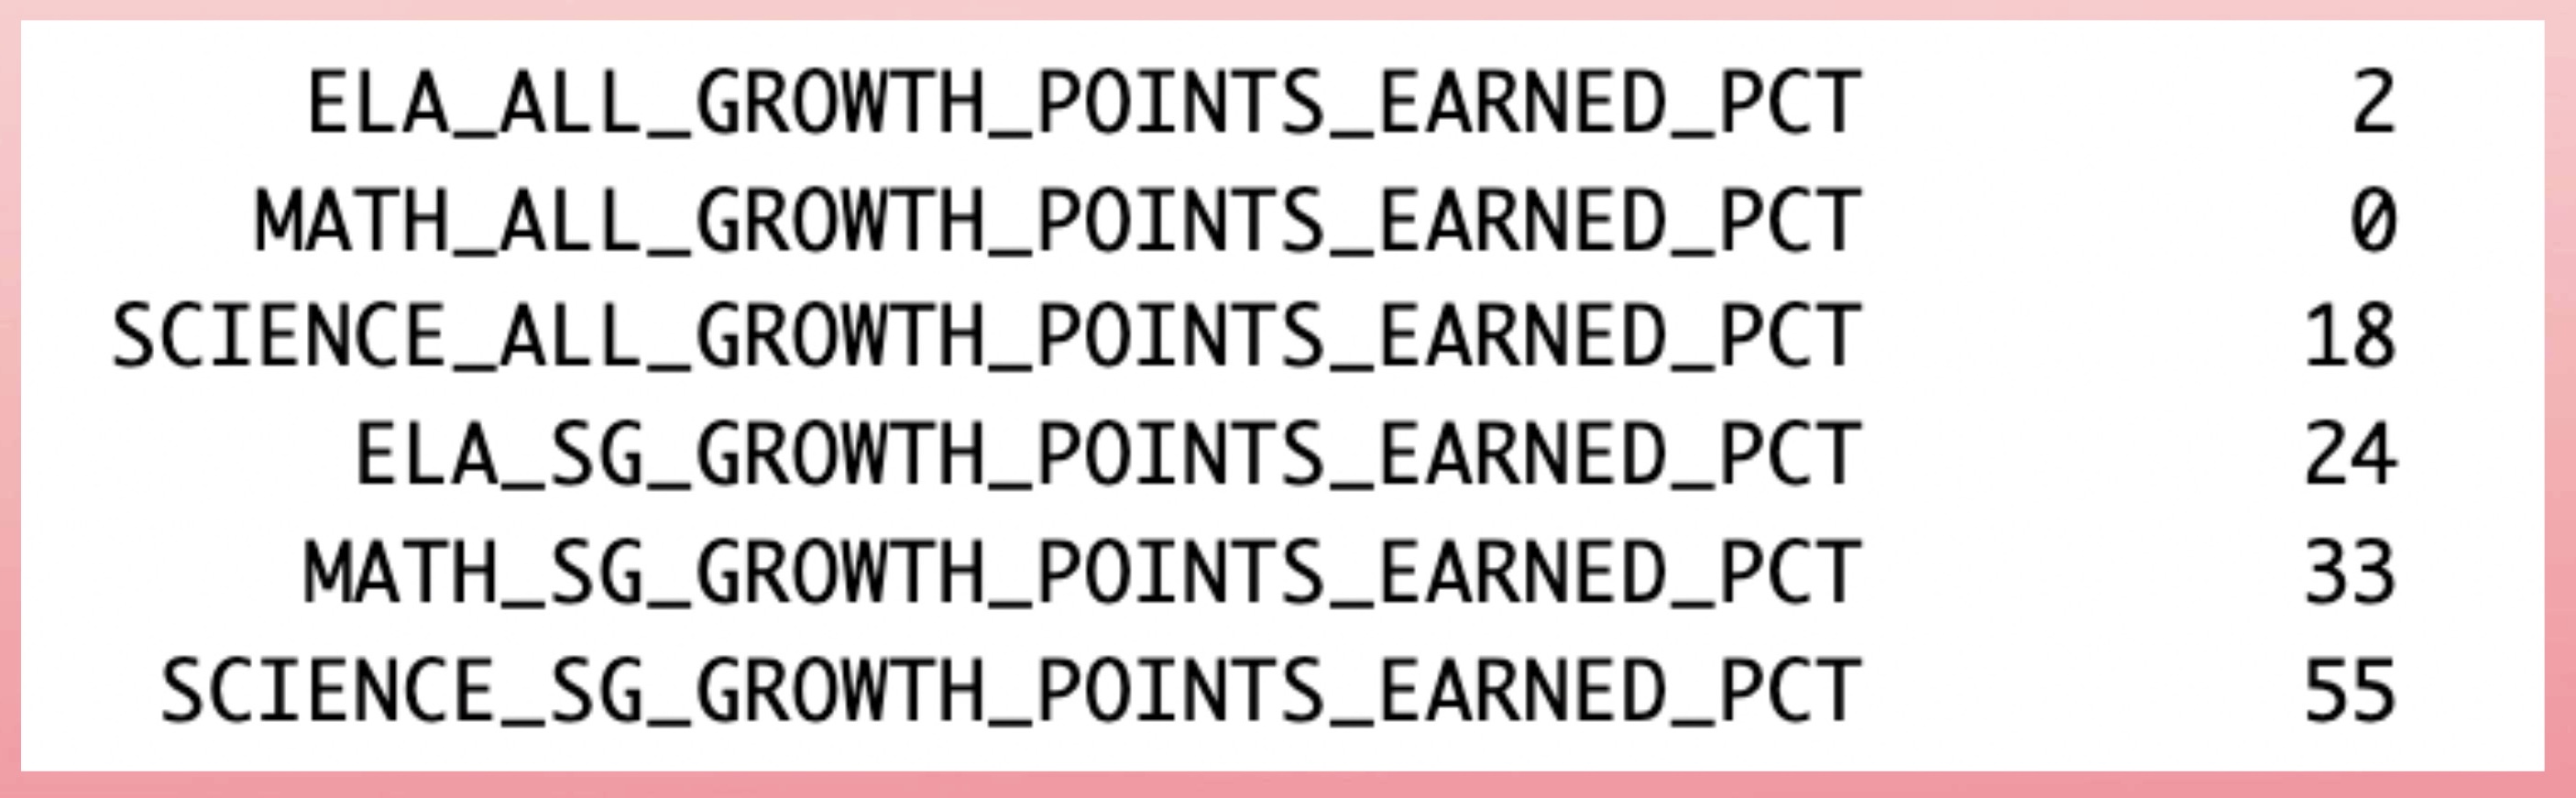 ELA_ALL_GROWTH_POINTS_EARNED_PCT 2
MATH_ALL_GROWTH_POINTS_EARNED_PCT 0
SCIENCE_ALL_GROWTH_POINTS_EARNED_PCT 18
ELA_SG_GROWTH_POINTS_EARNED_PCT 24
MATH_SG_GROWTH_POINTS_EARNED_PCT 33
SCIENCE_SG_GROWTH_POINTS_EARNED_PCT 55